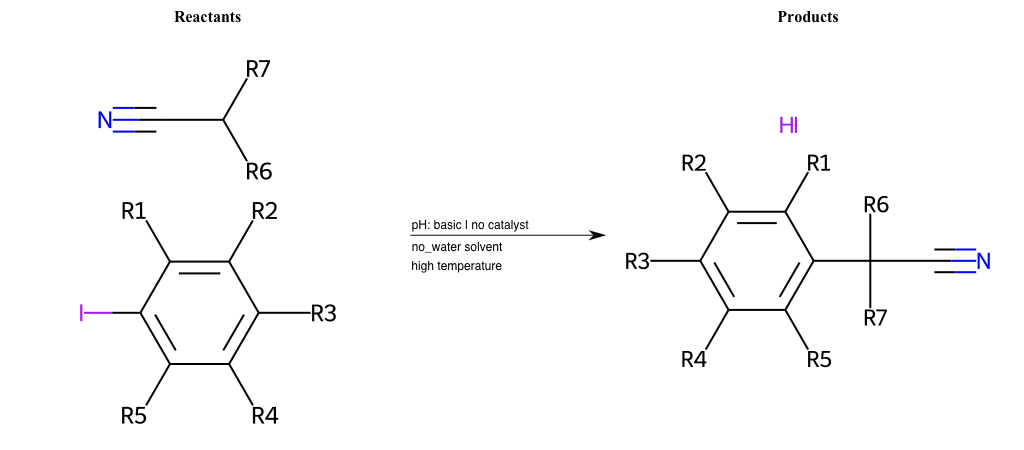 Reactants
Products
R7
N
R6
HI
R1
R2
I
R3
R5
R4
pH: basic | no catalyst
no_water solvent
high temperature
R2
R1
R6
R3
N
R7
R4
R5